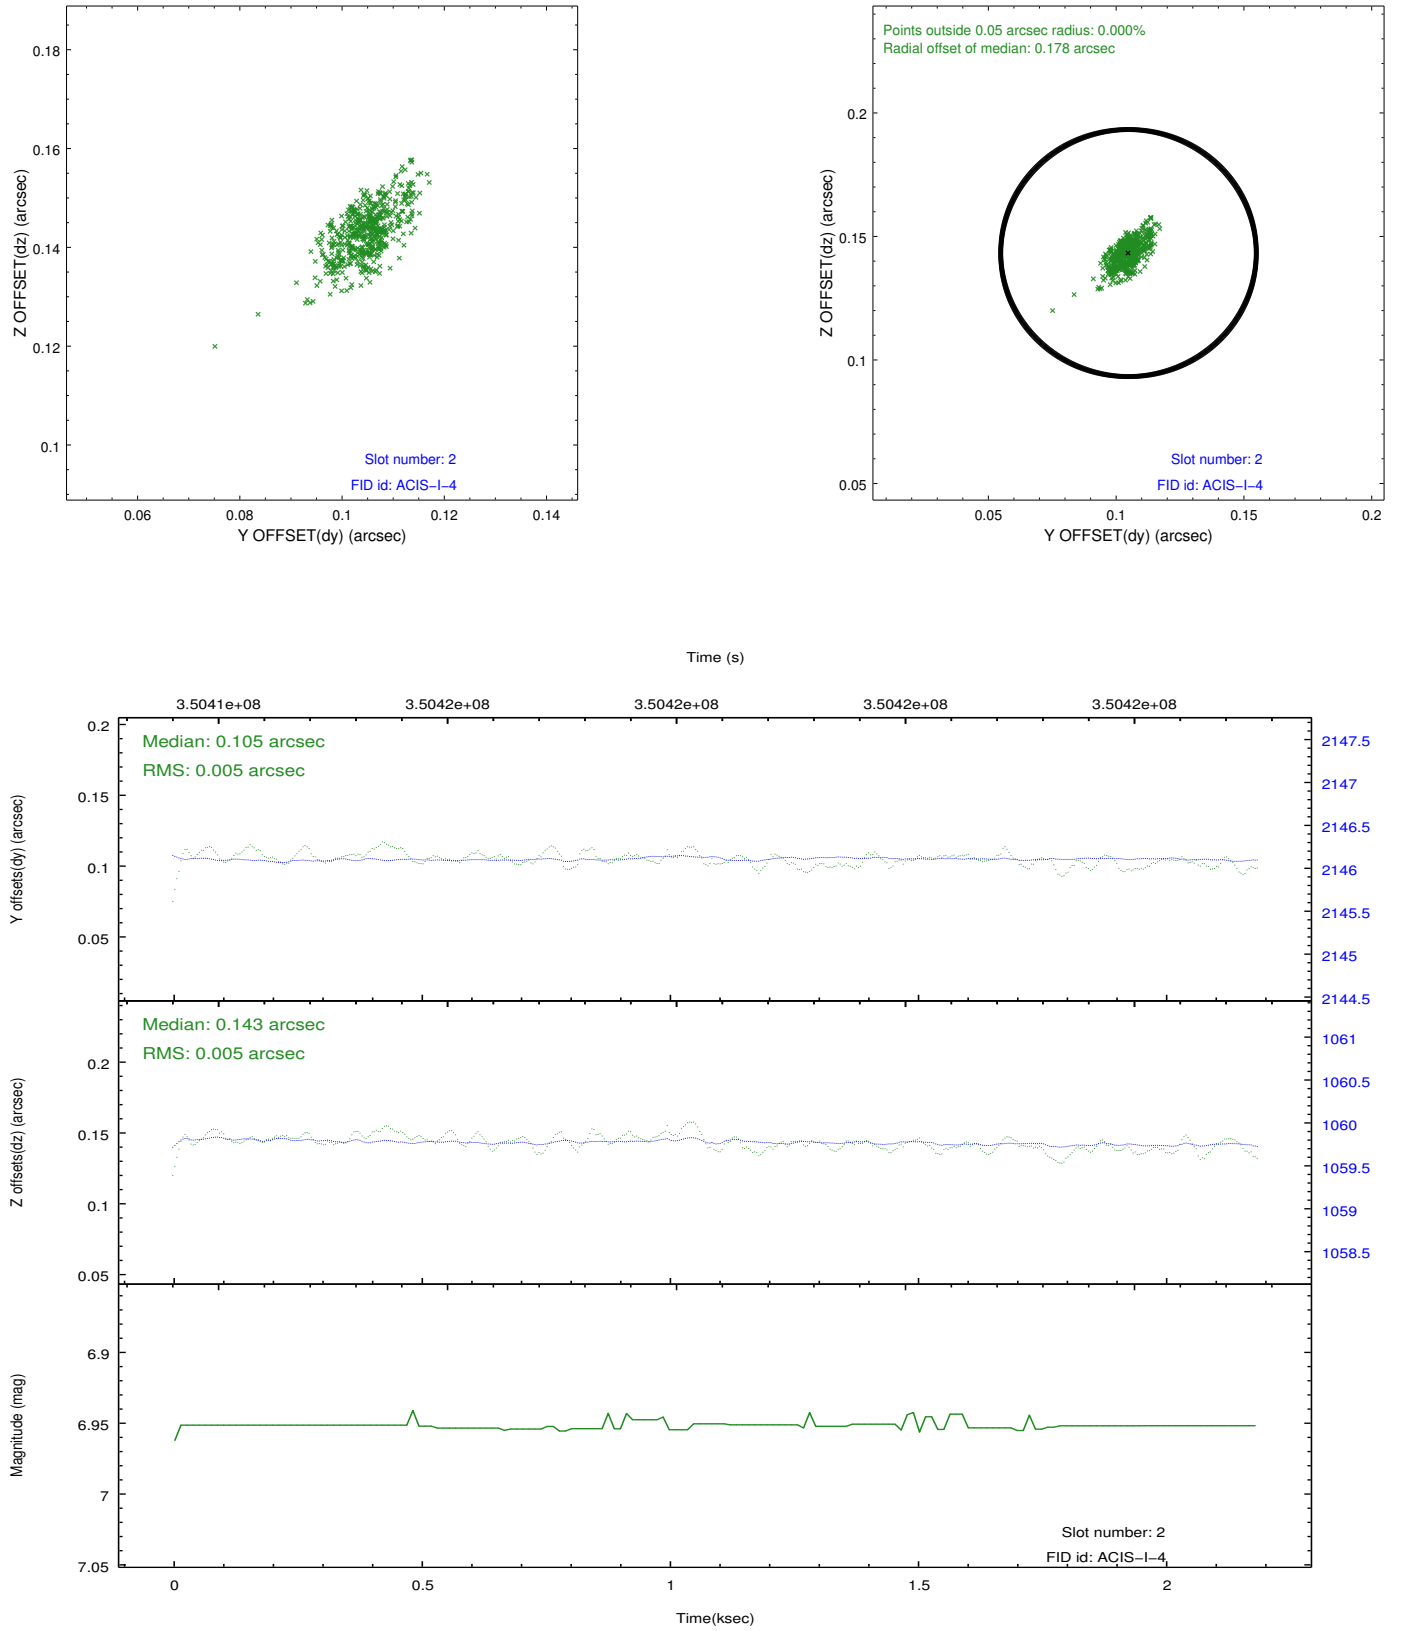 0.18
0.16
0.14
0.12
0.1
Z OFFSET(dz) (arcsec)
Slot number: 2
FID id: ACIS-I-4
0.06 0.08 0.1 0.12 0.14
Y OFFSET(dy) (arcsec)
Points outside 0.05 arcsec radius: 0.000%
Radial offset of median: 0.178 arcsec
0.2
0.15
0.1
0.05
Z OFFSET(dz) (arcsec)
Slot number: 2
FID id: ACIS-I-4
0.05 0.1 0.15 0.2
Y OFFSET(dy) (arcsec)
Time (s)
3.5041e+08 3.5042e+08 3.5042e+08 3.5042e+08 3.5042e+08
Median: 0.105 arcsec
RMS: 0.005 arcsec
0.2
0.15
0.1
0.05
Y offsets(dy) (arcsec)
2147.5
2147
2146.5
2146
2145.5
2145
2144.5
Median: 0.143 arcsec
RMS: 0.005 arcsec
0.2
0.15
0.1
0.05
Z offsets(dz) (arcsec)
1061
1060.5
1060
1059.5
1059
1058.5
6.9
6.95
7
7.05
Magnitude (mag)
Slot number: 2
FID id: ACIS-I-4
0 0.5 1 1.5 2
Time(ksec)